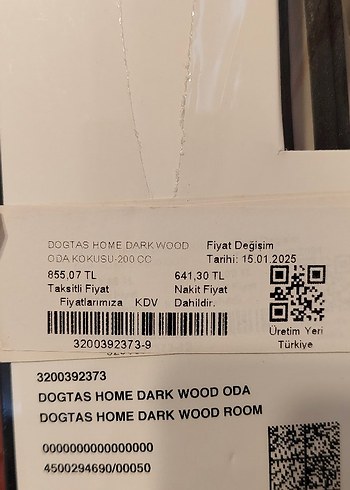 DOGTAS HOME DARK WOOD Fiyat Değişim
ODA KOKUSU-200 CC Tarihi: 15.01.2025
855,07 TL 641,30 TL
Taksitli Fiyat Nakit Fiyat
Fiyatlarımıza KDV Dahildir.
3200392373-9
Üretim Yeri
Türkiye
3200392373
DOGTAS HOME DARK WOOD ODA
DOGTAS HOME DARK WOOD ROOM
0000000000000000
4500294690/00050